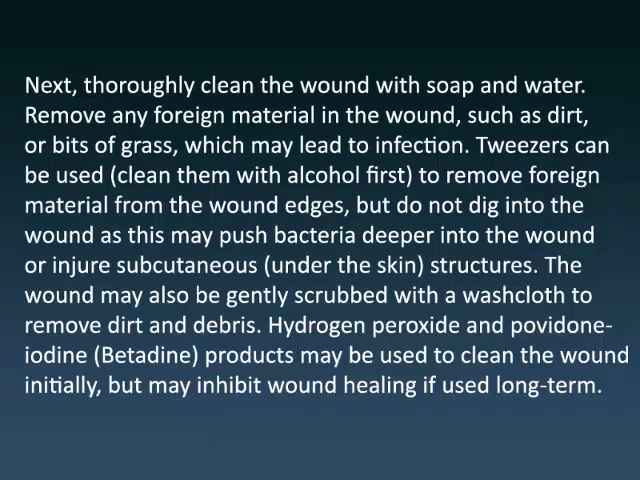 Next, thoroughly clean the wound with soap and water.
Remove any foreign material in the wound, such as dirt,
or bits of grass, which may lead to infection. Tweezers can
be used (clean them with alcohol first) to remove foreign
material from the wound edges, but do not dig into the
wound as this may push bacteria deeper into the wound
or injure subcutaneous (under the skin) structures. The
wound may also be gently scrubbed with a washcloth to
remove dirt and debris. Hydrogen peroxide and povidone-
iodine (Betadine) products may be used to clean the wound
initially, but may inhibit wound healing if used long-term.